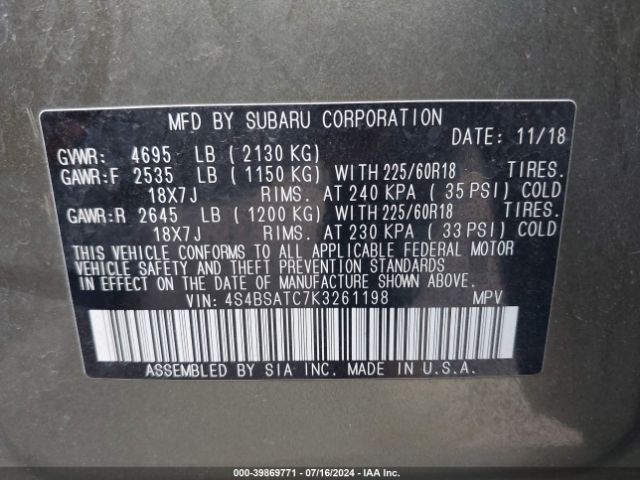 MFD BY SUBARU CORPORATION
DATE: 11/18
GVWR: 4695 LB ( 2130 KG)
GAWR:F 2535 LB ( 1150 KG) WITH 225/60R18 TIRES.
18X7J RIMS. AT 240 KPA ( 35 PSI) COLD
GAWR:R 2645 LB ( 1200 KG) WITH 225/60R18 TIRES.
18X7J RIMS. AT 230 KPA ( 33 PSI) COLD
THIS VEHICLE CONFORMS TO ALL APPLICABLE FEDERAL MOTOR
VEHICLE SAFETY AND THEFT PREVENTION STANDARDS
IN EFFECT ON THE DATE OF MANUFACTURE SHOWN ABOVE.
VIN: 4S4BSATC7K3261198 MPV
ASSEMBLED BY SIA INC. MADE IN U.S.A.
000-39869771 | 07/16/2024 - IAA Inc.